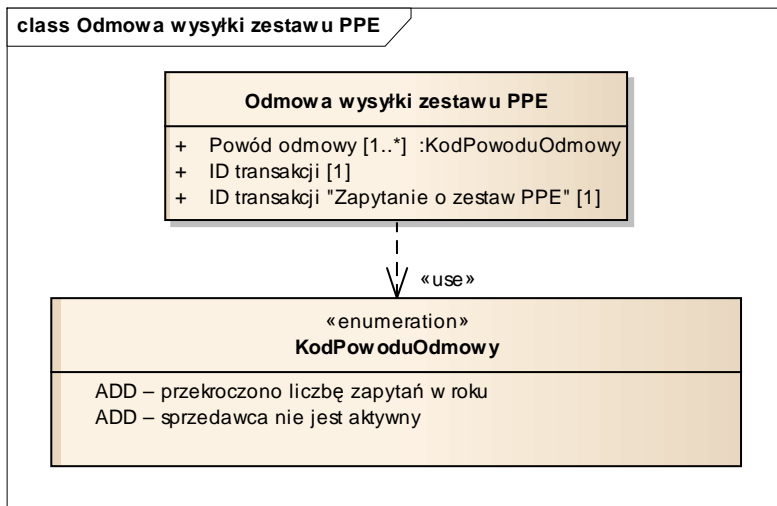 class Odmowa wysyłki zestawu PPE
Odmowa wysyłki zestawu PPE
+ Powód odmowy [1..*] :KodPowoduOdmowy
+ ID transakcji [1]
+ ID transakcji "Zapytanie o zestaw PPE" [1]
«use»
«enumeration»
KodPowoduOdmowy
ADD – przekroczono liczbę zapytań w roku
ADD – sprzedawca nie jest aktywny